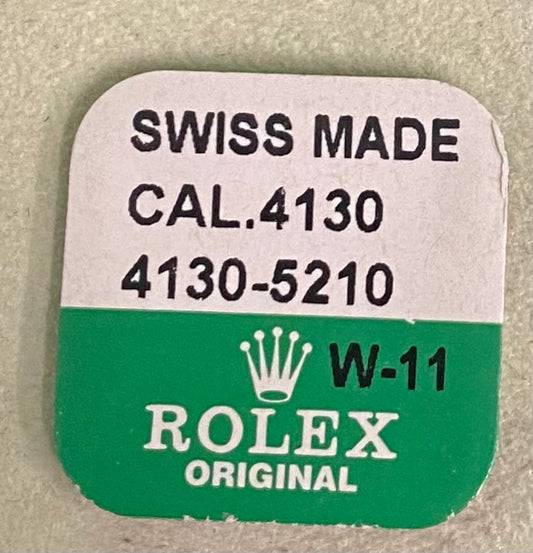 SWISS MADE
CAL.4130
4130-5210
W-11
ROLEX
ORIGINAL